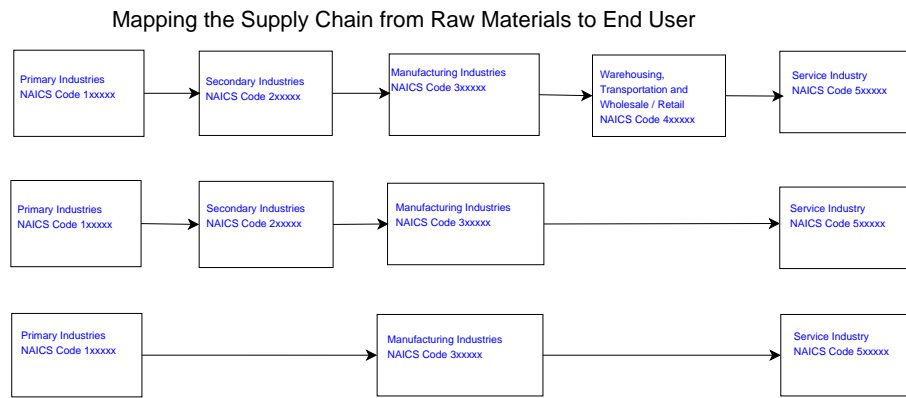 Mapping the Supply Chain from Raw Materials to End User
Primary Industries
NAICS Code 1xxxxx
Secondary Industries
NAICS Code 2xxxxx
Manufacturing Industries
NAICS Code 3xxxxx
Warehousing,
Transportation and
Wholesale / Retail
NAICS Code 4xxxxx
Service Industry
NAICS Code 5xxxxx
Primary Industries
NAICS Code 1xxxxx
Secondary Industries
NAICS Code 2xxxxx
Manufacturing Industries
NAICS Code 3xxxxx
Service Industry
NAICS Code 5xxxxx
Primary Industries
NAICS Code 1xxxxx
Manufacturing Industries
NAICS Code 3xxxxx
Service Industry
NAICS Code 5xxxxx